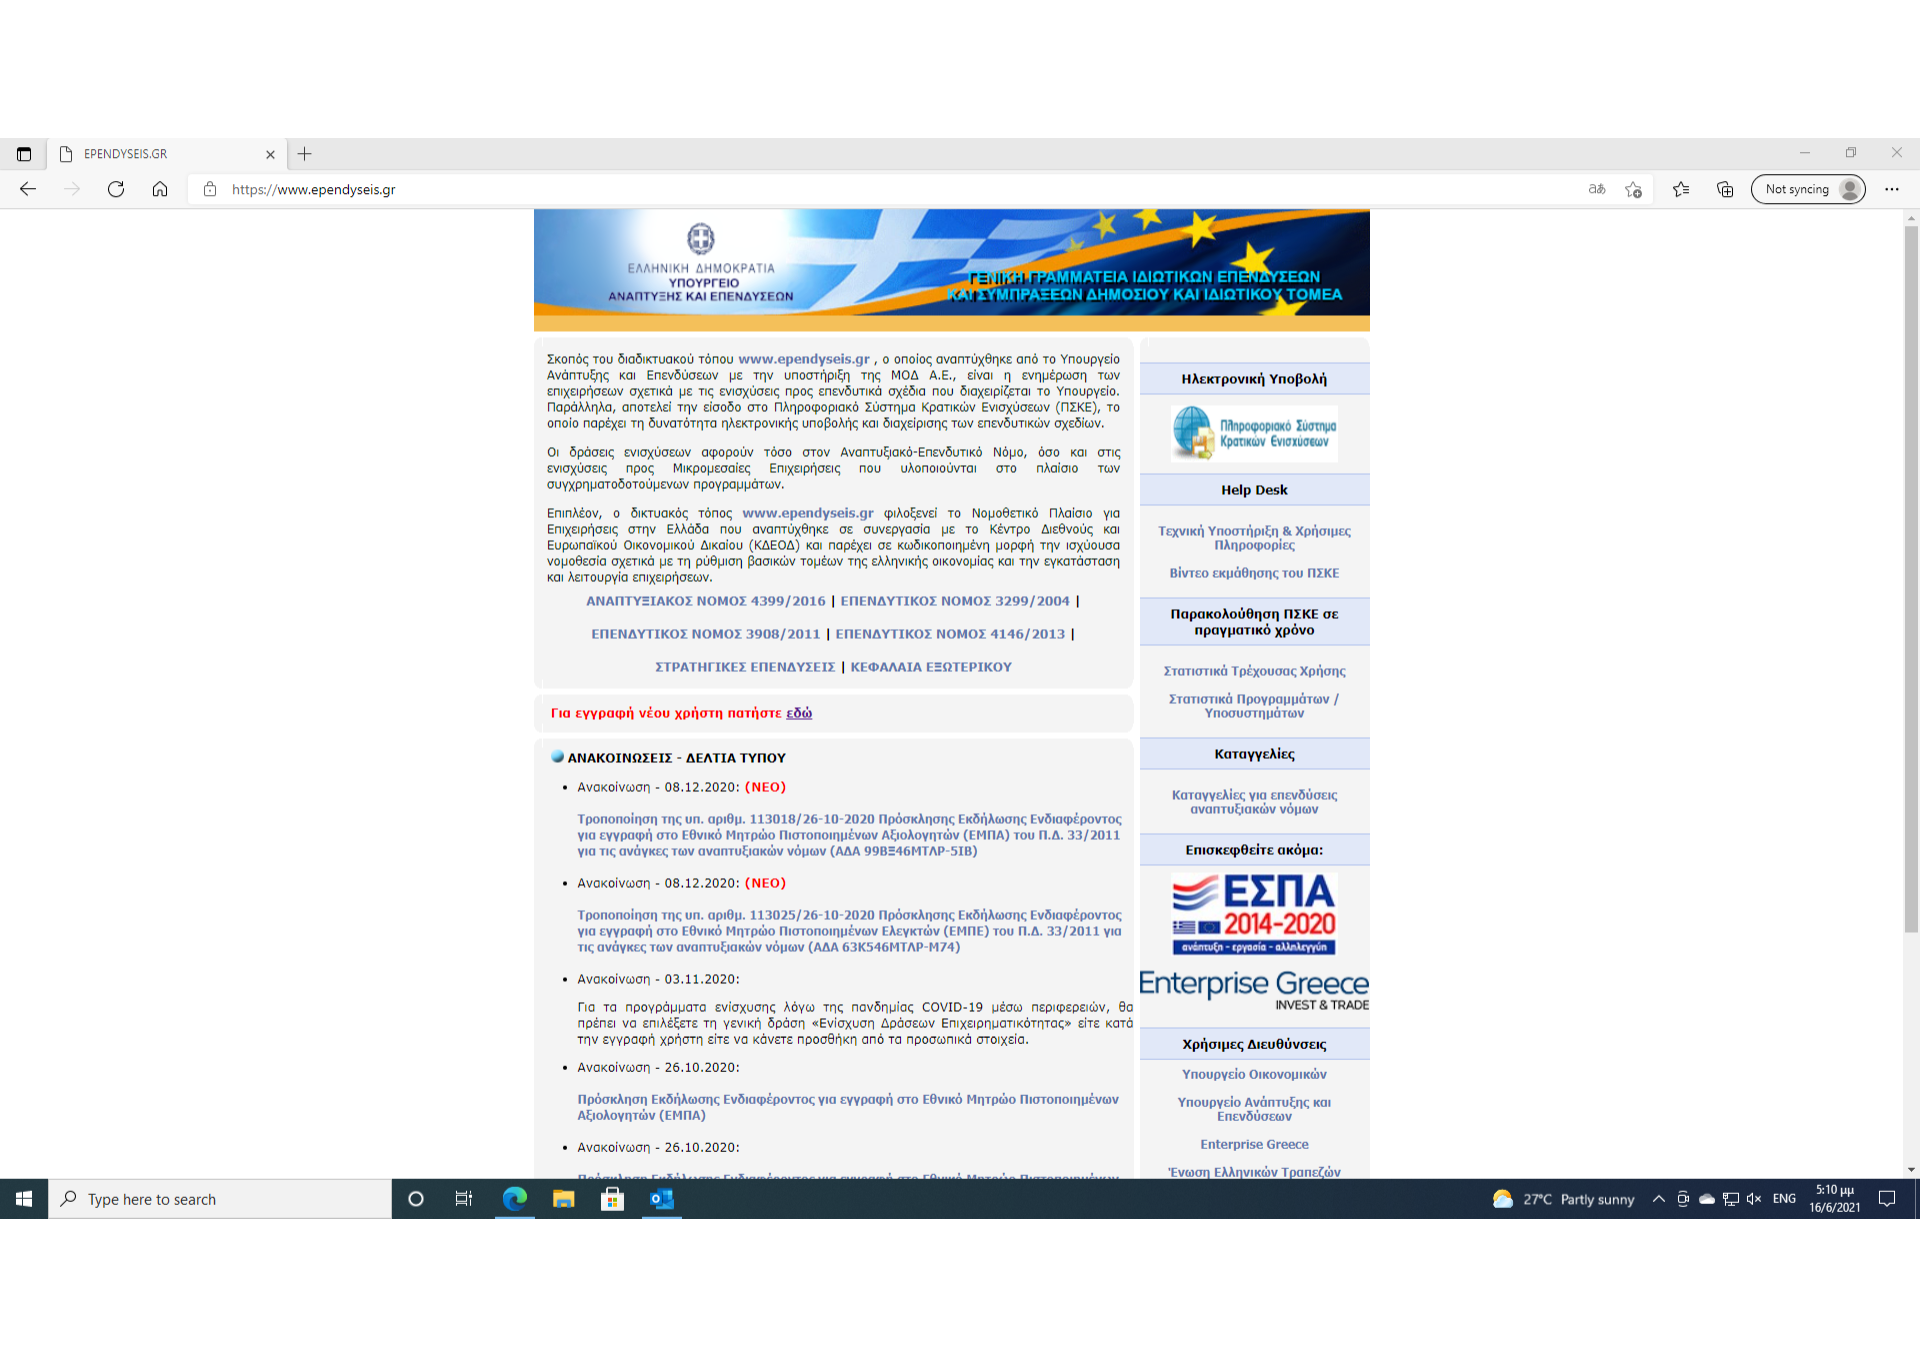 EPENDYSEIS.GR
https://www.ependyseis.gr
Not syncing
ΕΛΛΗΝΙΚΗ ΔΗΜΟΚΡΑΤΙΑ
ΥΠΟΥΡΓΕΙΟ
ΑΝΑΠΤΥΞΗΣ ΚΑΙ ΕΠΕΝΔΥΣΕΩΝ
ΓΕΝΙΚΗ ΓΡΑΜΜΑΤΕΙΑ ΙΔΙΩΤΙΚΩΝ ΕΠΕΝΔΥΣΕΩΝ
ΚΑΙ ΣΥΜΠΡΑΞΕΩΝ ΔΗΜΟΣΙΟΥ ΚΑΙ ΙΔΙΩΤΙΚΟΥ ΤΟΜΕΑ
Σκοπός του διαδικτυακού τόπου www.ependyseis.gr , ο οποίος αναπτύχθηκε από το Υπουργείο
Ανάπτυξης και Επενδύσεων με την υποστήριξη της ΜΟΔ Α.Ε., είναι η ενημέρωση των
επιχειρήσεων σχετικά με τις ενισχύσεις προς επενδυτικά σχέδια που διαχειρίζεται το Υπουργείο.
Παράλληλα, αποτελεί την είσοδο στο Πληροφοριακό Σύστημα Κρατικών Ενισχύσεων (ΠΣΚΕ), το
οποίο παρέχει τη δυνατότητα ηλεκτρονικής υποβολής και διαχείρισης των επενδυτικών σχεδίων.
Οι δράσεις ενισχύσεων αφορούν τόσο στον Αναπτυξιακό-Επενδυτικό Νόμο, όσο και στις
ενισχύσεις προς Μικρομεσαίες Επιχειρήσεις που υλοποιούνται στο πλαίσιο των
συγχρηματοδοτούμενων προγραμμάτων.
Επιπλέον, ο δικτυακός τόπος www.ependyseis.gr φιλοξενεί το Νομοθετικό Πλαίσιο για
Επιχειρήσεις στην Ελλάδα που αναπτύχθηκε σε συνεργασία με το Κέντρο Διεθνούς και
Ευρωπαϊκού Οικονομικού Δικαίου (ΚΔΕΟΔ) και παρέχει σε κωδικοποιημένη μορφή την ισχύουσα
νομοθεσία σχετικά με τη ρύθμιση βασικών τομέων της ελληνικής οικονομίας και την εγκατάσταση
και λειτουργία επιχειρήσεων.
ΑΝΑΠΤΥΞΙΑΚΟΣ ΝΟΜΟΣ 4399/2016 | ΕΠΕΝΔΥΤΙΚΟΣ ΝΟΜΟΣ 3299/2004 |
ΕΠΕΝΔΥΤΙΚΟΣ ΝΟΜΟΣ 3908/2011 | ΕΠΕΝΔΥΤΙΚΟΣ ΝΟΜΟΣ 4146/2013 |
ΣΤΡΑΤΗΓΙΚΕΣ ΕΠΕΝΔΥΣΕΙΣ | ΚΕΦΑΛΑΙΑ ΕΞΩΤΕΡΙΚΟΥ
Για εγγραφή νέου χρήστη πατήστε εδώ
ΑΝΑΚΟΙΝΩΣΕΙΣ - ΔΕΛΤΙΑ ΤΥΠΟΥ
• Ανακοίνωση - 08.12.2020: (ΝΕΟ)
Τροποποίηση της υπ. αριθμ. 113018/26-10-2020 Πρόσκλησης Εκδήλωσης Ενδιαφέροντος
για εγγραφή στο Εθνικό Μητρώο Πιστοποιημένων Αξιολογητών (ΕΜΠΑ) του Π.Δ. 33/2011
για τις ανάγκες των αναπτυξιακών νόμων (ΑΔΑ 99ΒΞ46ΜΤΛΡ-5ΙΒ)
• Ανακοίνωση - 08.12.2020: (ΝΕΟ)
Τροποποίηση της υπ. αριθμ. 113025/26-10-2020 Πρόσκλησης Εκδήλωσης Ενδιαφέροντος
για εγγραφή στο Εθνικό Μητρώο Πιστοποιημένων Ελεγκτών (ΕΜΠΕ) του Π.Δ. 33/2011 για
τις ανάγκες των αναπτυξιακών νόμων (ΑΔΑ 63Κ546ΜΤΛΡ-Μ74)
• Ανακοίνωση - 03.11.2020:
Για τα προγράμματα ενίσχυσης λόγω της πανδημίας COVID-19 μέσω περιφερειών, θα
πρέπει να επιλέξετε τη γενική δράση «Ενίσχυση Δράσεων Επιχειρηματικότητας» είτε κατά
την εγγραφή χρήστη είτε να κάνετε προσθήκη από τα προσωπικά στοιχεία.
• Ανακοίνωση - 26.10.2020:
Πρόσκληση Εκδήλωσης Ενδιαφέροντος για εγγραφή στο Εθνικό Μητρώο Πιστοποιημένων
Αξιολογητών (ΕΜΠΑ)
• Ανακοίνωση - 26.10.2020:
Πρόσκληση Εκδήλωσης Ενδιαφέροντος για εγγραφή στο Εθνικό Μητρώο Πιστοποιημένων
Ηλεκτρονική Υποβολή
Πληροφοριακό Σύστημα
Κρατικών Ενισχύσεων
Help Desk
Τεχνική Υποστήριξη & Χρήσιμες
Πληροφορίες
Βίντεο εκμάθησης του ΠΣΚΕ
Παρακολούθηση ΠΣΚΕ σε
πραγματικό χρόνο
Στατιστικά Τρέχουσας Χρήσης
Στατιστικά Προγραμμάτων /
Υποσυστημάτων
Καταγγελίες
Καταγγελίες για επενδύσεις
αναπτυξιακών νόμων
Επισκεφθείτε ακόμα:
ΕΣΠΑ
2014-2020
ανάπτυξη - εργασία - αλληλεγγύη
Enterprise Greece
INVEST & TRADE
Χρήσιμες Διευθύνσεις
Υπουργείο Οικονομικών
Υπουργείο Ανάπτυξης και
Επενδύσεων
Enterprise Greece
Ένωση Ελληνικών Τραπεζών
Type here to search
27°C Partly sunny
ENG
5:10 μμ
16/6/2021